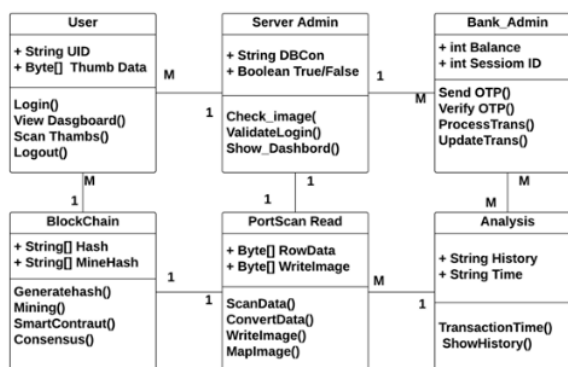 User
+ String UID
+ Byte[] Thumb Data
Login()
View Dasgboard()
Scan Thambs()
Logout()
M
1
Server Admin
+ String DBCon
+ Boolean True/False
Check_image(
ValidateLogin()
Show_Dashbord()
1
M
Bank_Admin
+ int Balance
+ int Sessiom ID
Send OTP()
Verify OTP()
ProcessTrans()
UpdateTrans()
M
1
1
1
M
M
BlockChain
+ String[] Hash
+ String[] MineHash
Generatehash()
Mining()
SmartContraut()
Consensus()
1
1
PortScan Read
+ Byte[] RowData
+ Byte[] WriteImage
ScanData()
ConvertData()
WriteImage()
MapImage()
M
1
Analysis
+ String History
+ String Time
TransactionTime()
ShowHistory()